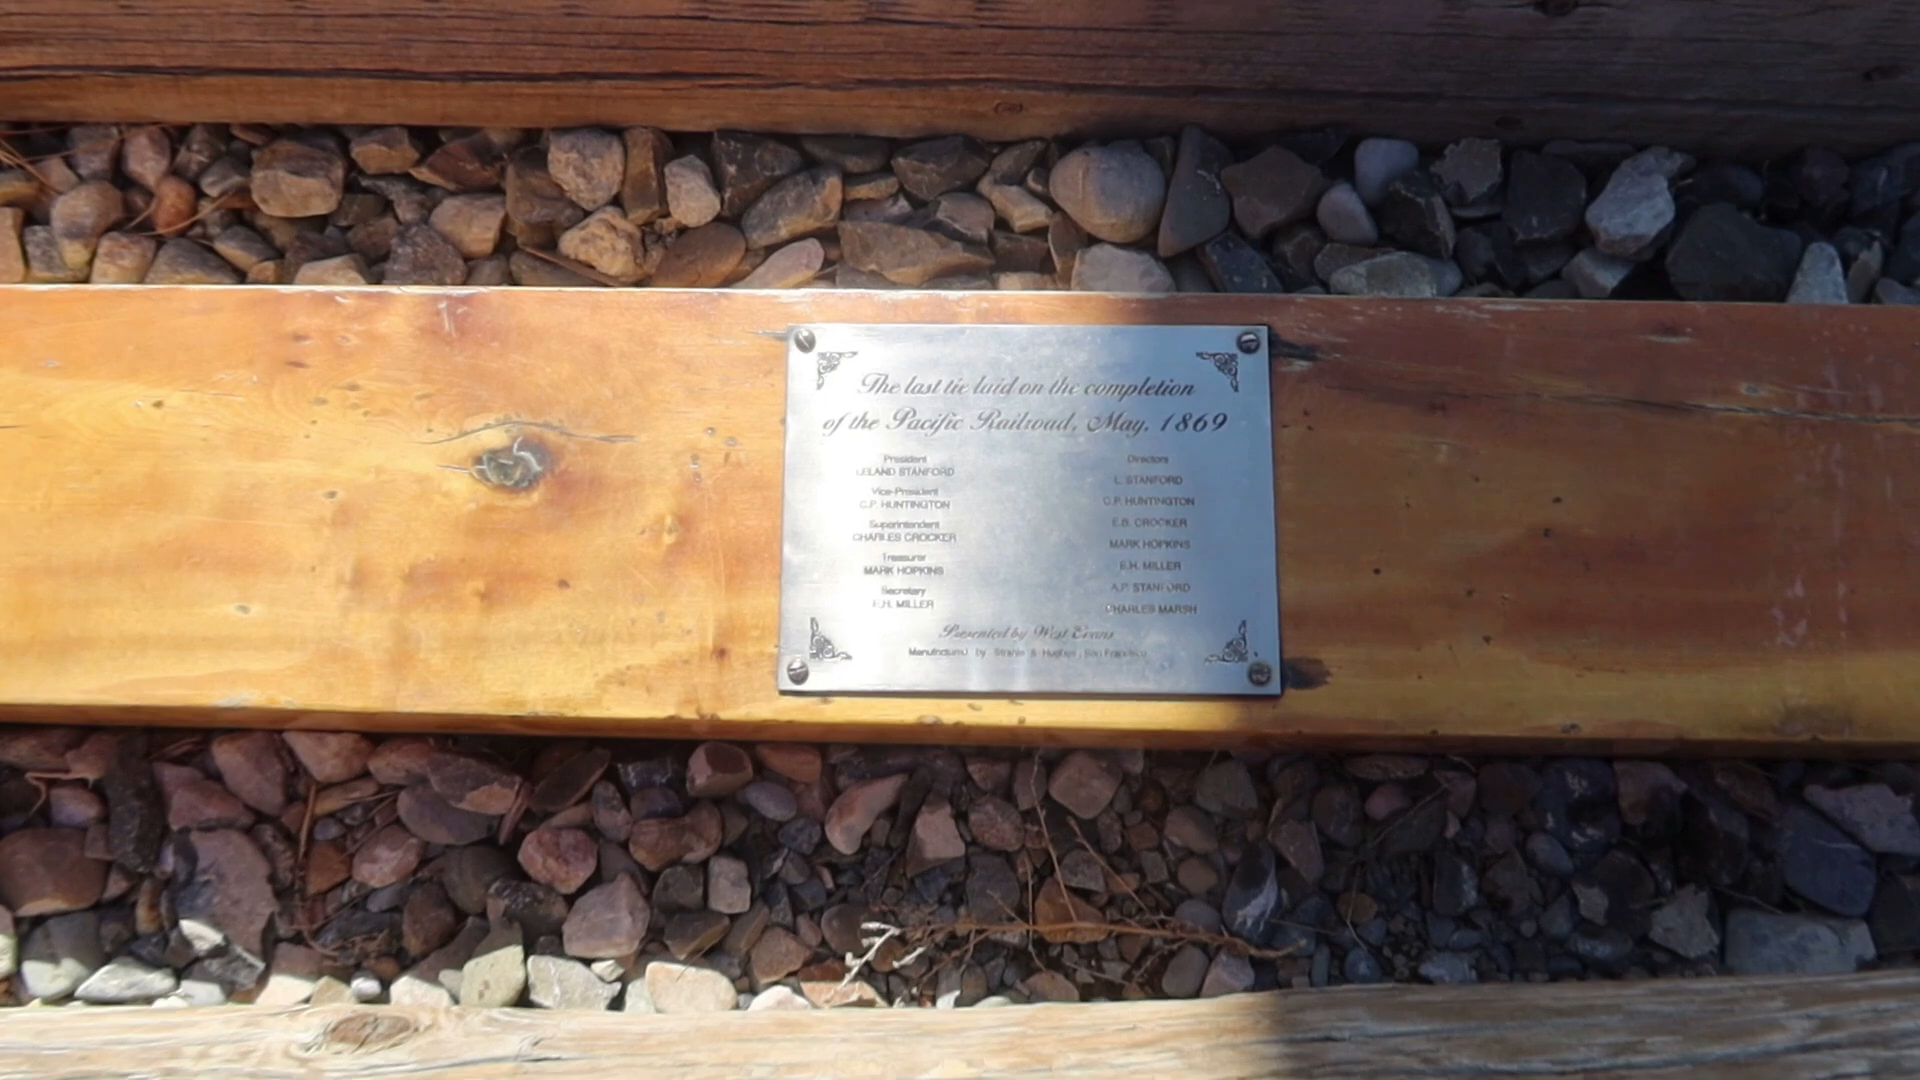 The last tie laid on the completion
of the Pacific Railroad, May, 1869
President
LELAND STANFORD
Vice-President
C.P. HUNTINGTON
Superintendent
CHARLES CROCKER
Treasurer
MARK HOPKINS
Secretary
E.H. MILLER
Directors
L. STANFORD
C.P. HUNTINGTON
E.B. CROCKER
MARK HOPKINS
E.H. MILLER
A.P. STANFORD
CHARLES MARSH
Presented by West Evans
Manufactured by Strahle & Hughes, San Francisco